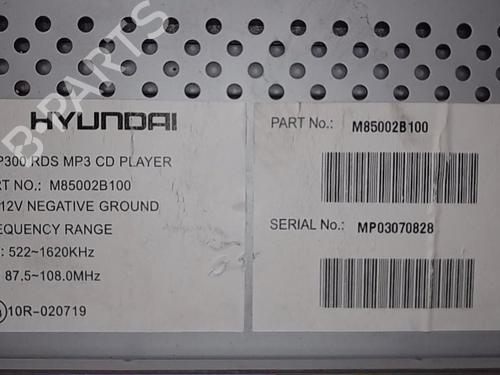 HYUNDAI
P300 RDS MP3 CD PLAYER
RT NO.: M85002B100
12V NEGATIVE GROUND
EQUENCY RANGE
: 522~1620KHz
87.5~108.0MHz
10R-020719
PART No.: M85002B100
SERIAL No.: MP03070828
B-PARTS